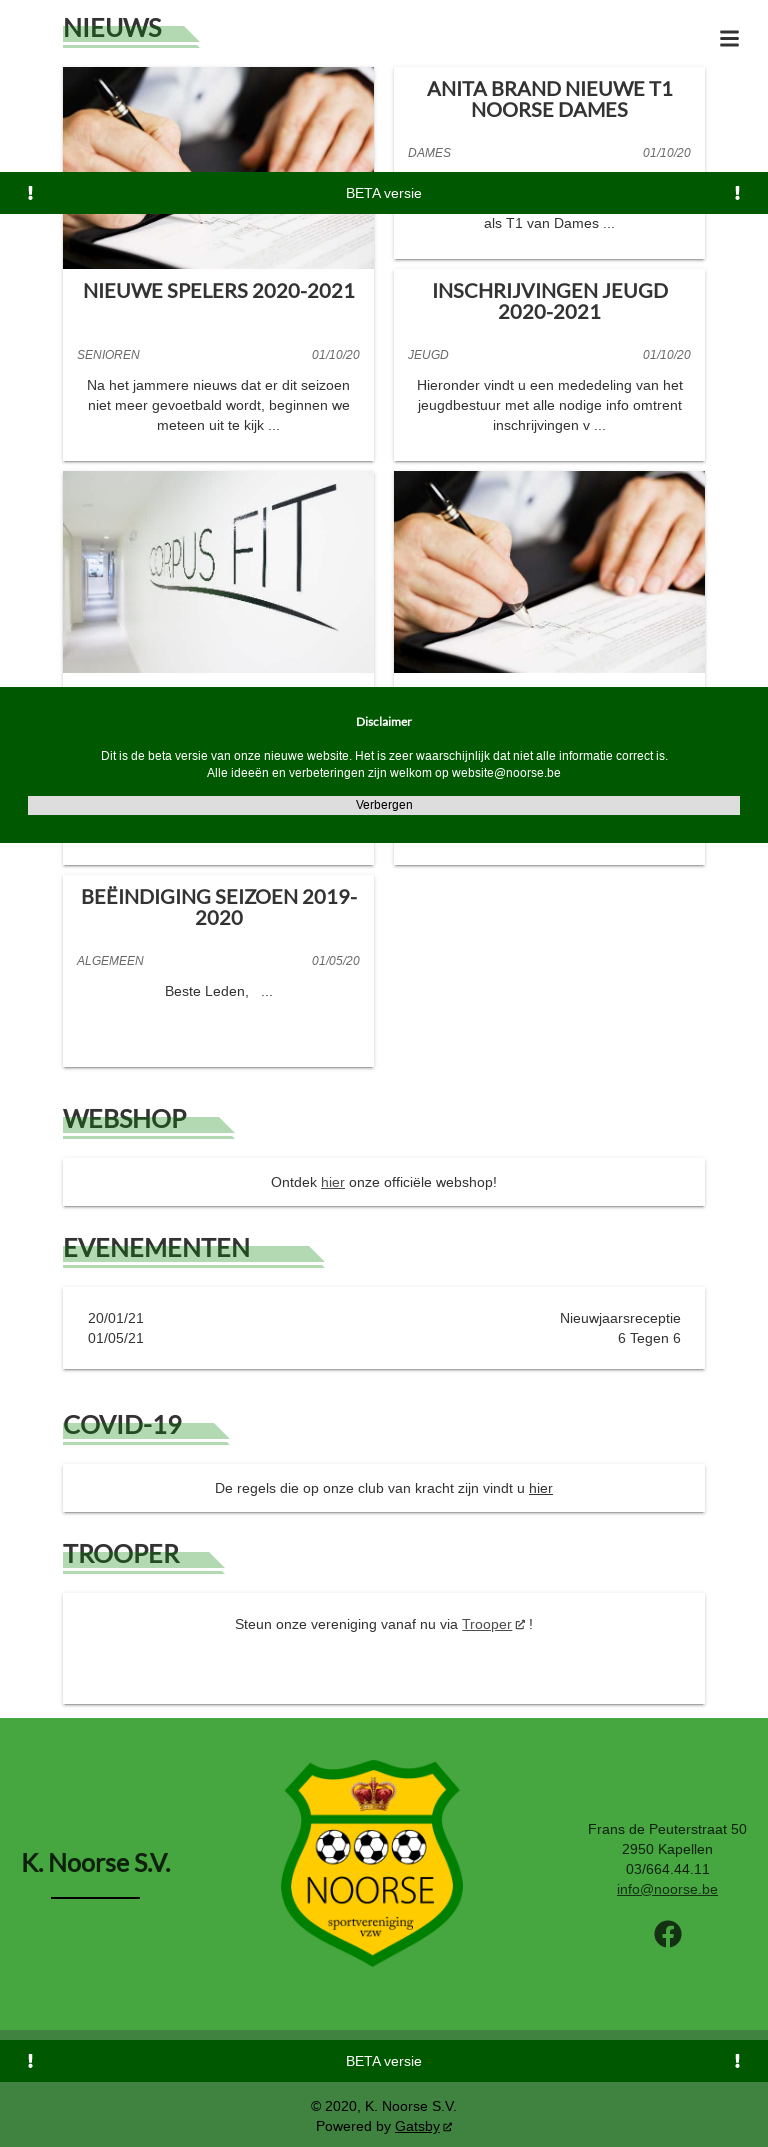 NIEUWS
ANITA BRAND NIEUWE T1
NOORSE DAMES
DAMES 01/10/20
BETA versie
als T1 van Dames ...
NIEUWE SPELERS 2020-2021
SENIOREN 01/10/20
Na het jammere nieuws dat er dit seizoen
niet meer gevoetbald wordt, beginnen we
meteen uit te kijk ...
INSCHRIJVINGEN JEUGD
2020-2021
JEUGD 01/10/20
Hieronder vindt u een mededeling van het
jeugdbestuur met alle nodige info omtrent
inschrijvingen v ...
CORPUS FIT
Disclaimer
Dit is de beta versie van onze nieuwe website. Het is zeer waarschijnlijk dat niet alle informatie correct is.
Alle ideeën en verbeteringen zijn welkom op website@noorse.be
Verbergen
BEËINDIGING SEIZOEN 2019-
2020
ALGEMEEN 01/05/20
Beste Leden, ...
WEBSHOP
Ontdek hier onze officiële webshop!
EVENEMENTEN
20/01/21 Nieuwjaarsreceptie
01/05/21 6 Tegen 6
COVID-19
De regels die op onze club van kracht zijn vindt u hier
TROOPER
Steun onze vereniging vanaf nu via Trooper !
K. Noorse S.V.
NOORSE
sportvereniging
vzw
Frans de Peuterstraat 50
2950 Kapellen
03/664.44.11
info@noorse.be
BETA versie
© 2020, K. Noorse S.V.
Powered by Gatsby